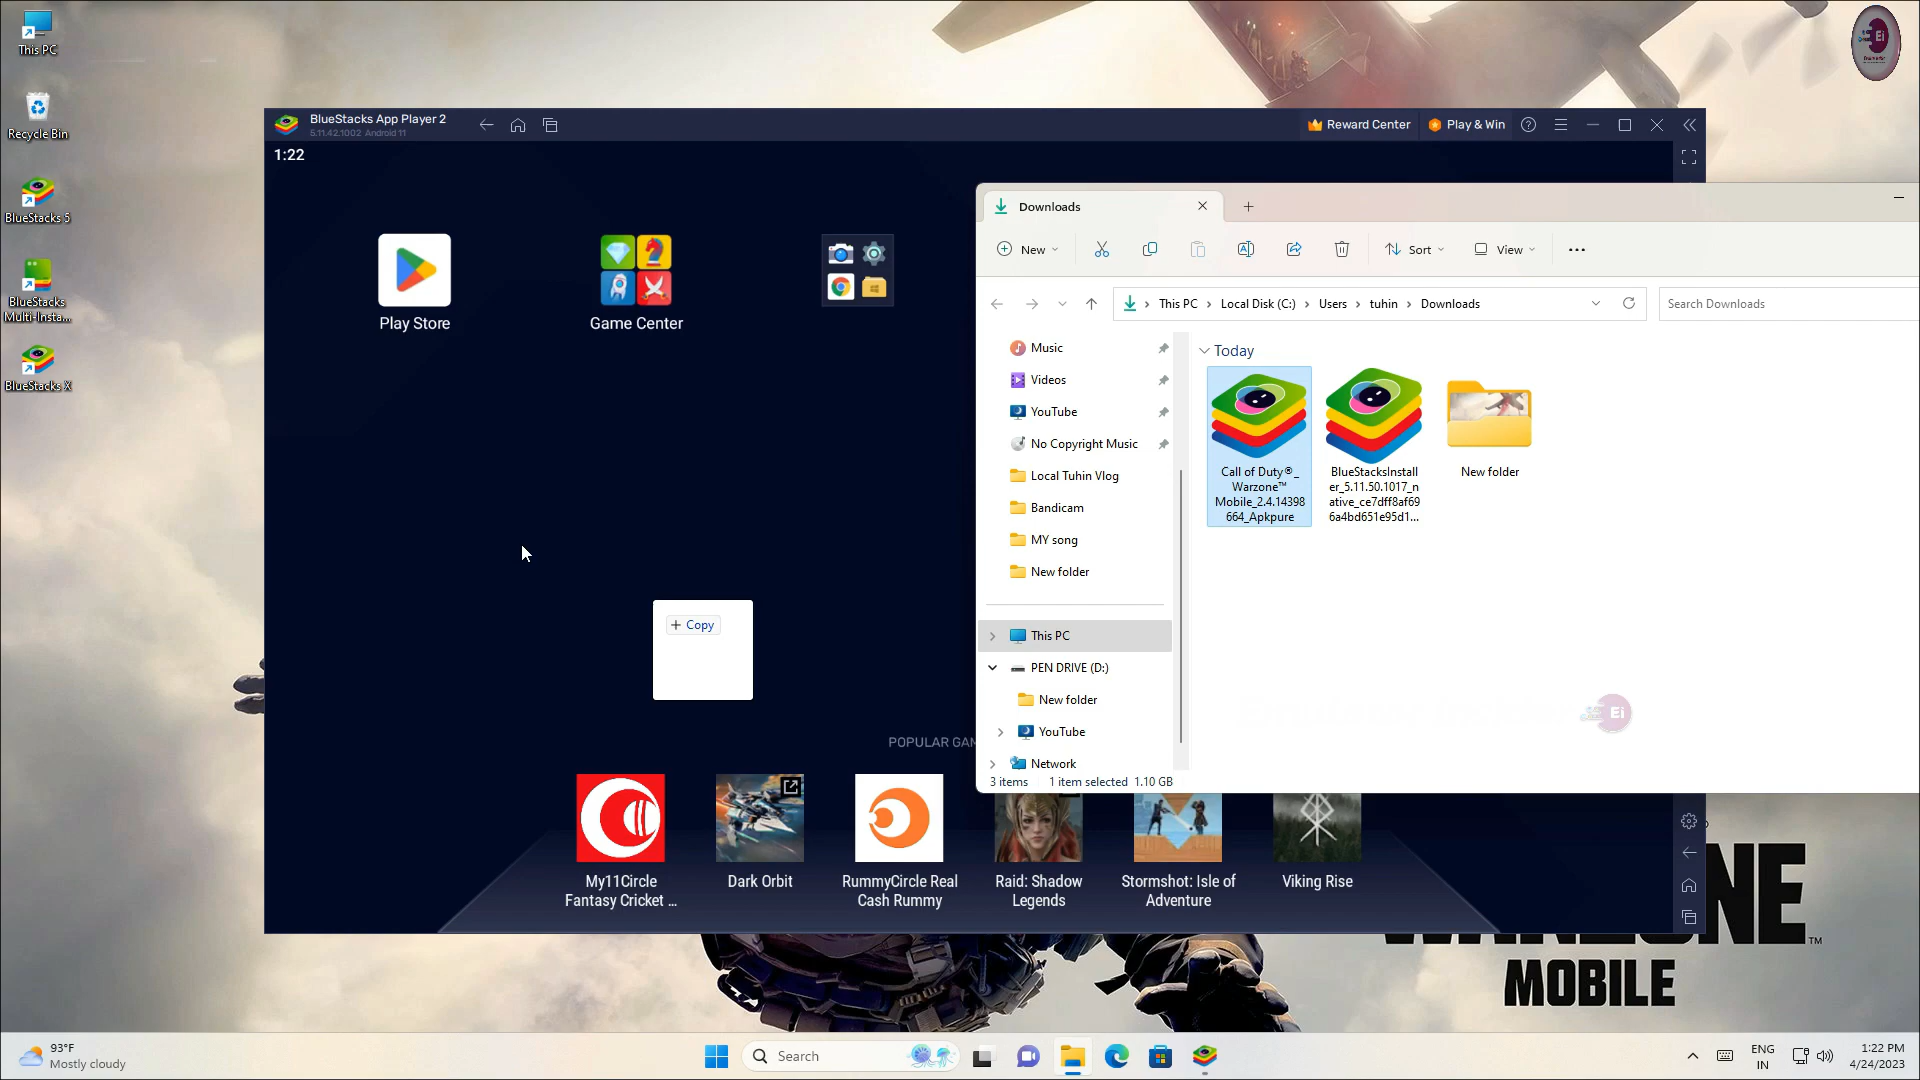 This PC
Recycle Bin
BlueStacks 5
BlueStacks
Multi-Insta...
BlueStacks X
BlueStacks App Player 2
5.11.42.1002 Android 11
Reward Center
Play & Win
1:22
Play Store
Game Center
+ Copy
POPULAR GAM
My11Circle
Fantasy Cricket ...
Dark Orbit
RummyCircle Real
Cash Rummy
Raid: Shadow
Legends
Stormshot: Isle of
Adventure
Viking Rise
Downloads
New
Sort
View
This PC > Local Disk (C:) > Users > tuhin > Downloads
Search Downloads
Music
Videos
YouTube
No Copyright Music
Local Tuhin Vlog
Bandicam
MY song
New folder
This PC
PEN DRIVE (D:)
New folder
YouTube
Network
3 items
1 item selected 1.10 GB
Today
Call of Duty®_
Warzone™
Mobile_2.4.14398
664_Apkpure
BlueStacksInstall
er_5.11.50.1017_n
ative_ce7dff8af69
6a4bd651e95d1...
New folder
Ei
Ei
ZONE™
MOBILE
93°F
Mostly cloudy
Search
ENG
IN
1:22 PM
4/24/2023